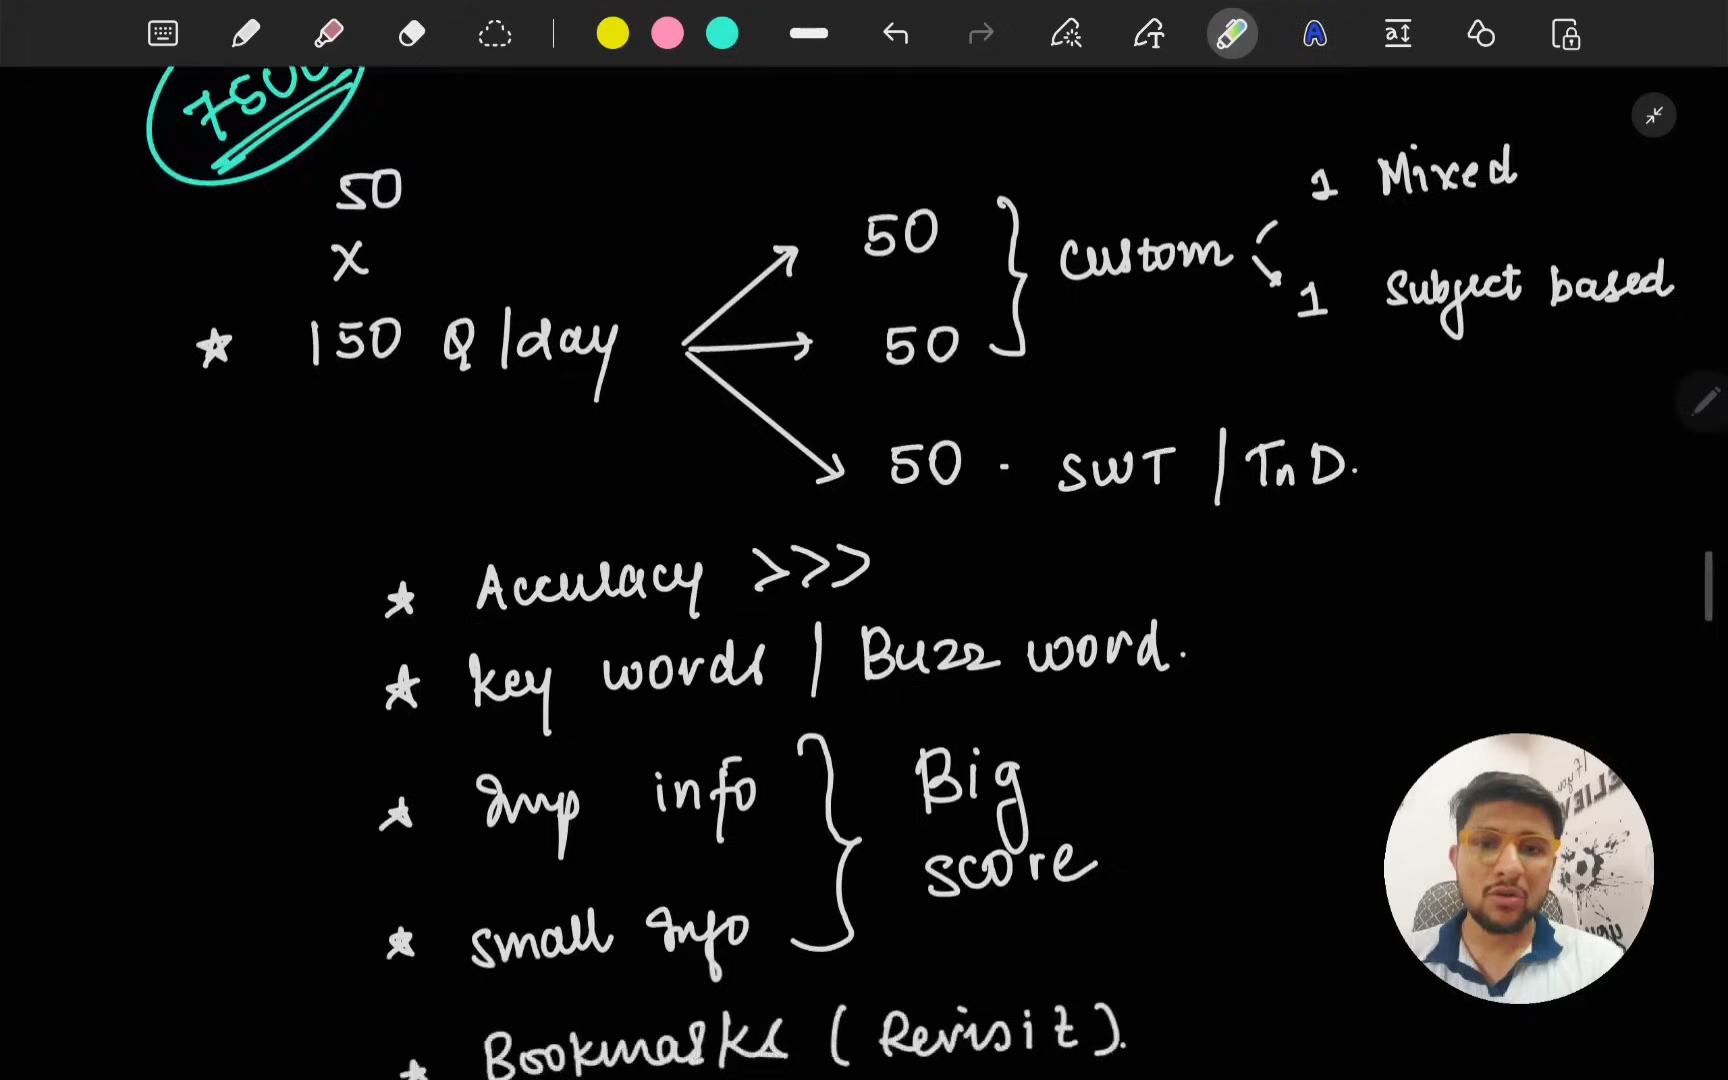 7500
50
x
150 Q/day
50
50
} Custom
1 Mixed
1 Subject based
50 - SWT | TnD.
Accuracy >>>
key words | Buzz word.
Imp info
small Info
} Big
score
Bookmarks (Revisit).